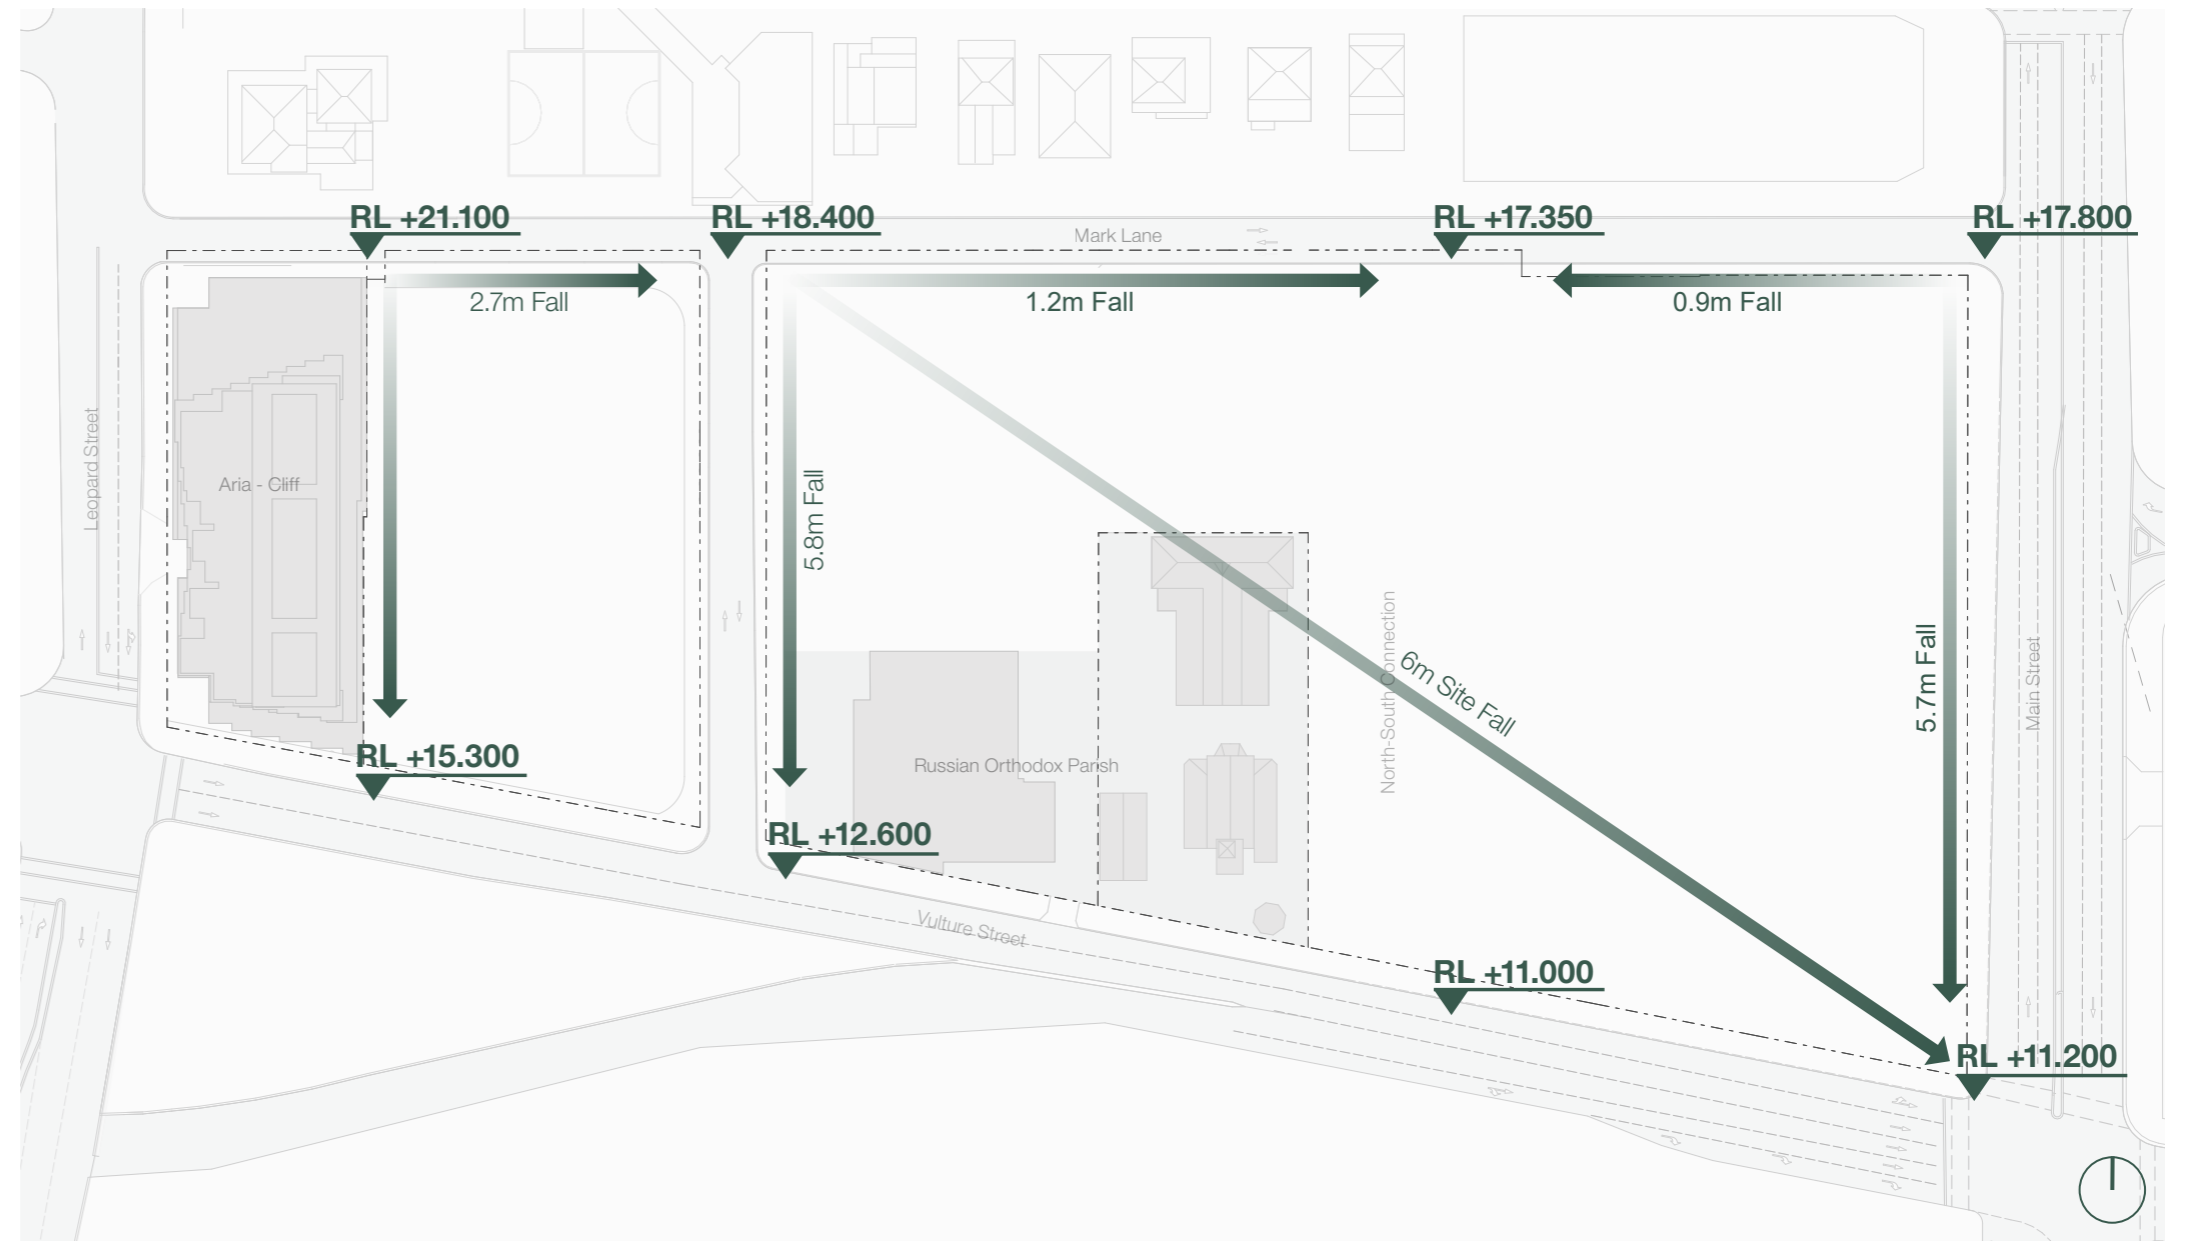 RL +21.100
RL +18.400
RL +17.350
RL +17.800
Mark Lane
2.7m Fall
1.2m Fall
0.9m Fall
Leopard Street
Aria - Cliff
5.8m Fall
North-South Connection
6m Site Fall
5.7m Fall
Main Street
RL +15.300
Russian Orthodox Parish
RL +12.600
Vulture Street
RL +11.000
RL +11.200